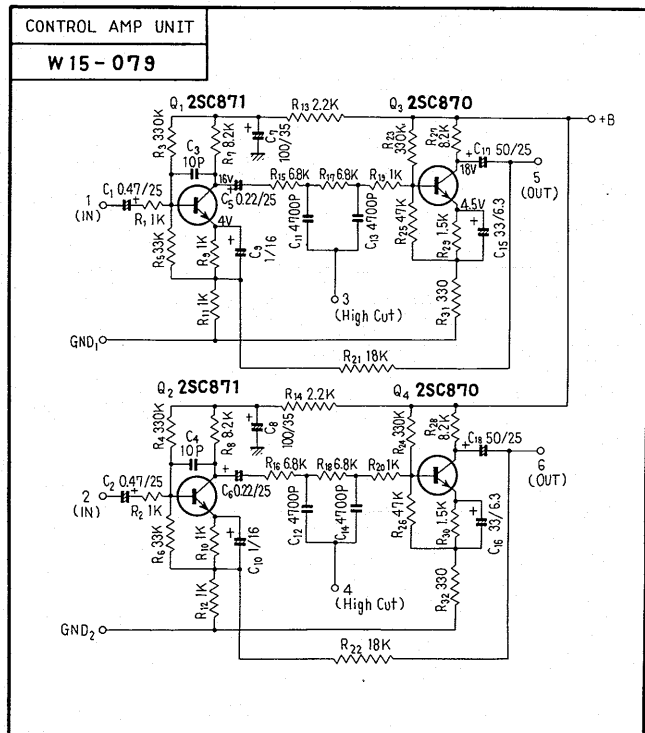 CONTROL AMP UNIT
W15-079
Q1 2SC871
R13 2.2K
Q3 2SC870
+B
R3 330K
C3 10P
R7 8.2K
C7 100/35
R23 330K
R27 8.2K
C17 50/25
5 (OUT)
16V
18V
R15 6.8K
R17 6.8K
R19 1K
C5 0.22/25
1 (IN)
C1 0.47/25
R1 1K
4V
4.5V
R5 33K
R9 1K
C9 1/16
C11 4700P
C13 4700P
R25 47K
R29 1.5K
C15 33/6.3
3 (High Cut)
R11 1K
R31 330
GND1
R21 18K
Q2 2SC871
R14 2.2K
Q4 2SC870
R4 330K
C4 10P
R8 8.2K
C8 100/35
R24 330K
R28 8.2K
C18 50/25
6 (OUT)
R16 6.8K
R18 6.8K
R20 1K
C6 0.22/25
2 (IN)
C2 0.47/25
R2 1K
R6 33K
R10 1K
C10 1/16
C12 4700P
C14 4700P
R26 47K
R30 1.5K
C16 33/6.3
4 (High Cut)
R12 1K
R32 330
GND2
R22 18K